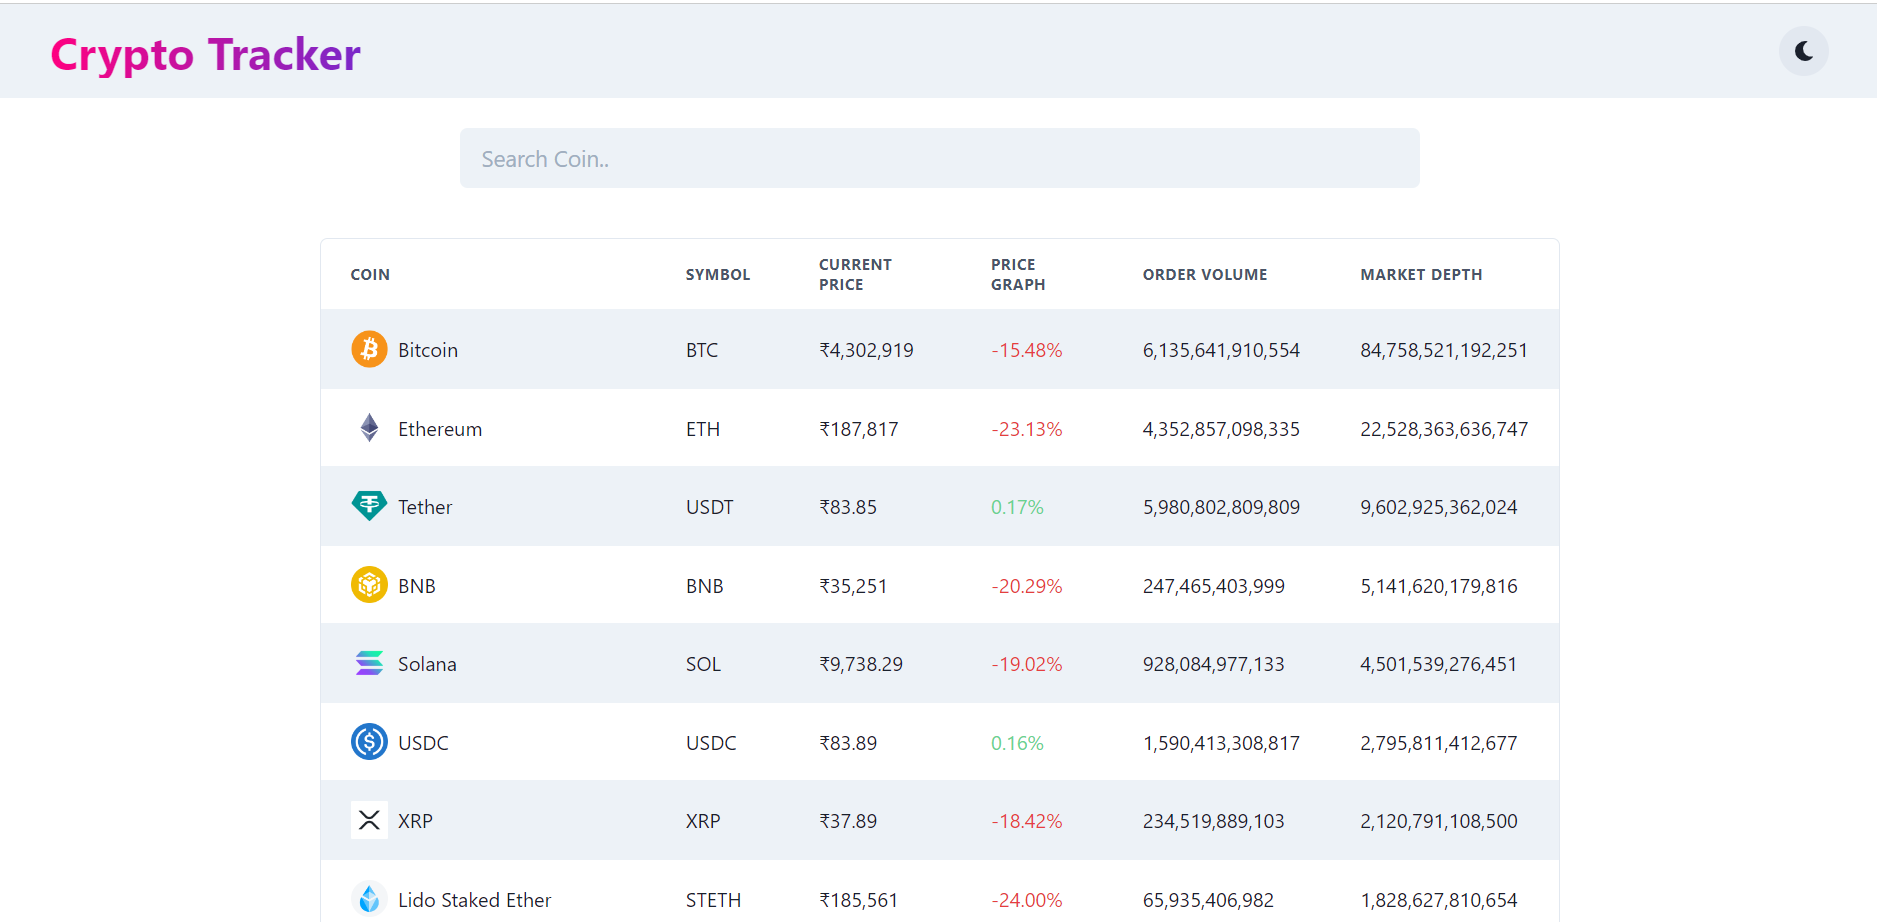 Crypto Tracker
Search Coin..
COIN SYMBOL CURRENT PRICE PRICE GRAPH ORDER VOLUME MARKET DEPTH
Bitcoin BTC ₹4,302,919 -15.48% 6,135,641,910,554 84,758,521,192,251
Ethereum ETH ₹187,817 -23.13% 4,352,857,098,335 22,528,363,636,747
Tether USDT ₹83.85 0.17% 5,980,802,809,809 9,602,925,362,024
BNB BNB ₹35,251 -20.29% 247,465,403,999 5,141,620,179,816
Solana SOL ₹9,738.29 -19.02% 928,084,977,133 4,501,539,276,451
USDC USDC ₹83.89 0.16% 1,590,413,308,817 2,795,811,412,677
XRP XRP ₹37.89 -18.42% 234,519,889,103 2,120,791,108,500
Lido Staked Ether STETH ₹185,561 -24.00% 65,935,406,982 1,828,627,810,654